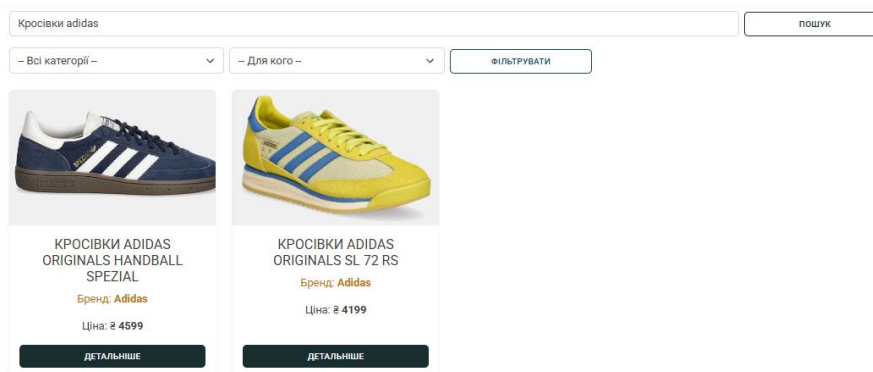 Кросівки adidas
ПОШУК
-- Всі категорії --
-- Для кого --
ФІЛЬТРУВАТИ
SPEZIAL
КРОСІВКИ ADIDAS
ORIGINALS HANDBALL
SPEZIAL
Бренд: Adidas
Ціна: ₴ 4599
ДЕТАЛЬНІШЕ
КРОСІВКИ ADIDAS
ORIGINALS SL 72 RS
Бренд: Adidas
Ціна: ₴ 4199
ДЕТАЛЬНІШЕ